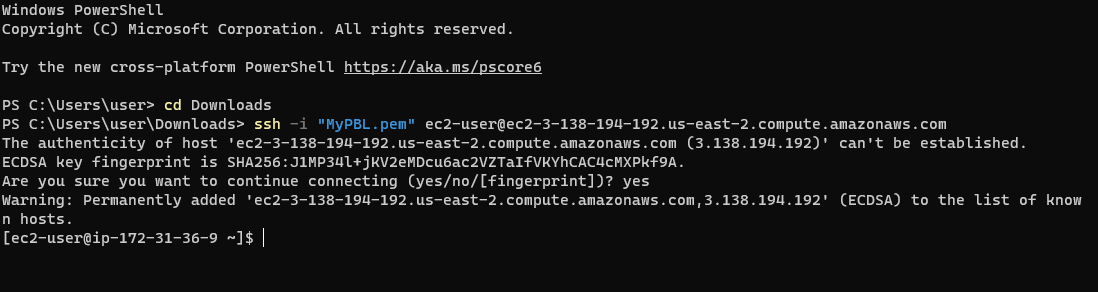 Windows PowerShell
Copyright (C) Microsoft Corporation. All rights reserved.
Try the new cross-platform PowerShell https://aka.ms/pscore6
PS C:\Users\user> cd Downloads
PS C:\Users\user\Downloads> ssh -i "MyPBL.pem" ec2-user@ec2-3-138-194-192.us-east-2.compute.amazonaws.com
The authenticity of host 'ec2-3-138-194-192.us-east-2.compute.amazonaws.com (3.138.194.192)' can't be established.
ECDSA key fingerprint is SHA256:J1MP34l+jKV2eMDcu6ac2VZTaIfVKYhCAC4cMXPkf9A.
Are you sure you want to continue connecting (yes/no/[fingerprint])? yes
Warning: Permanently added 'ec2-3-138-194-192.us-east-2.compute.amazonaws.com,3.138.194.192' (ECDSA) to the list of know
n hosts.
[ec2-user@ip-172-31-36-9 ~]$